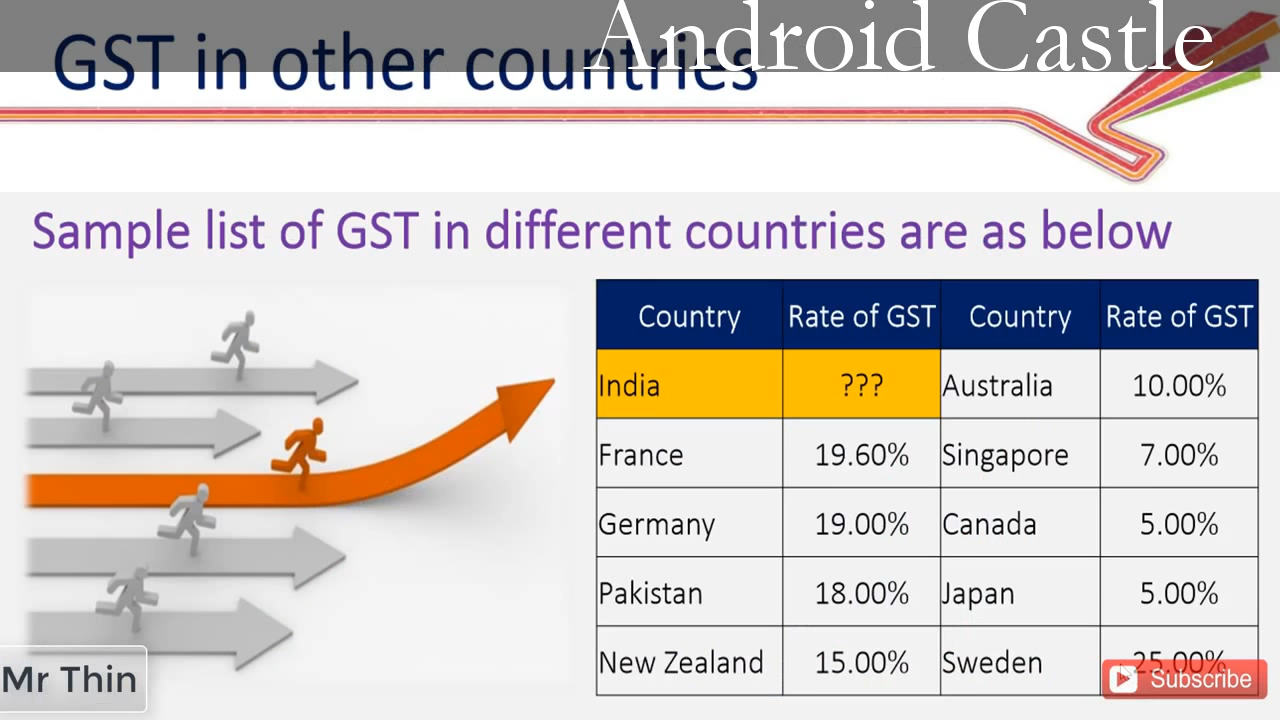 Android Castle
GST in other countries
Sample list of GST in different countries are as below
Country Rate of GST Country Rate of GST
India ??? Australia 10.00%
France 19.60% Singapore 7.00%
Germany 19.00% Canada 5.00%
Pakistan 18.00% Japan 5.00%
New Zealand 15.00% Sweden 25.00%
Mr Thin
Subscribe